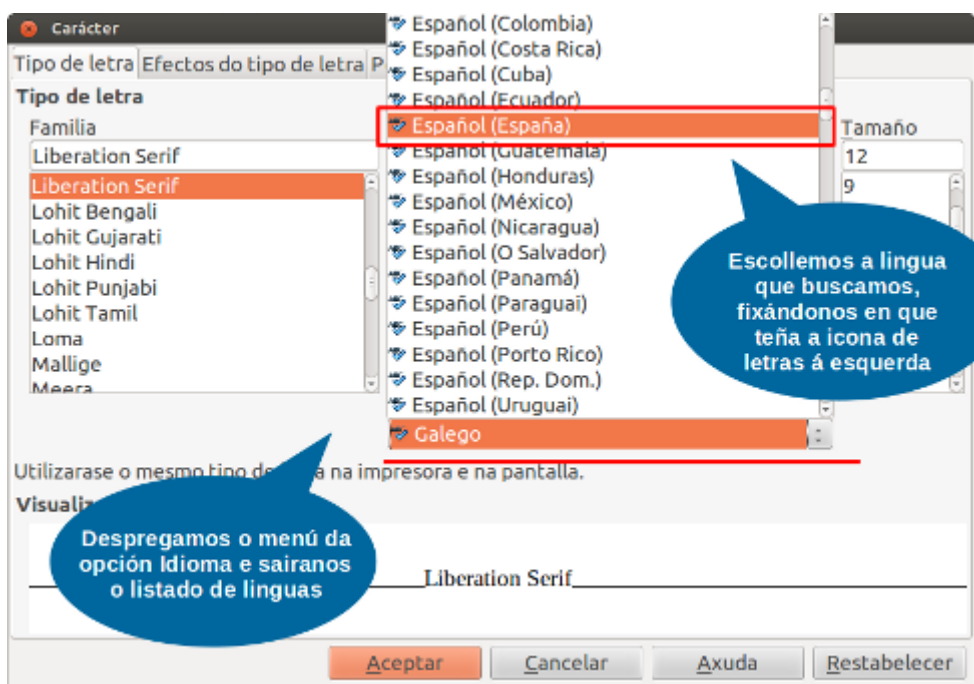 Carácter
Tipo de letra Efectos do tipo de letra P
Tipo de letra
Familia
Liberation Serif
Liberation Serif
Lohit Bengali
Lohit Gujarati
Lohit Hindi
Lohit Punjabi
Lohit Tamil
Loma
Mallige
Meera
Español (Colombia)
Español (Costa Rica)
Español (Cuba)
Español (Ecuador)
Español (España)
Español (Guatemala)
Español (Honduras)
Español (México)
Español (Nicaragua)
Español (O Salvador)
Español (Panamá)
Español (Paraguai)
Español (Perú)
Español (Porto Rico)
Español (Rep. Dom.)
Español (Uruguai)
Galego
Tamaño
12
9
Escollemos a lingua
que buscamos,
fixándonos en que
teña a icona de
letras á esquerda
Utilizarase o mesmo tipo de a na impresora e na pantalla.
Visualiz
Despregamos o menú da
opción Idioma e sairanos
o listado de linguas
Liberation Serif
Aceptar Cancelar Axuda Restabelecer